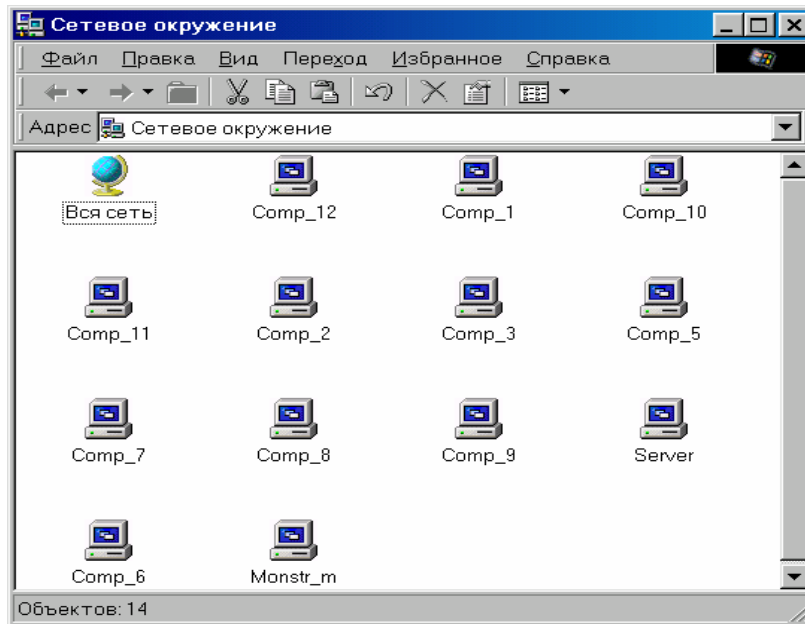 Сетевое окружение
Файл Правка Вид Переход Избранное Справка
Адрес Сетевое окружение
Вся сеть Comp_12 Comp_1 Comp_10
Comp_11 Comp_2 Comp_3 Comp_5
Comp_7 Comp_8 Comp_9 Server
Comp_6 Monstr_m
Объектов: 14